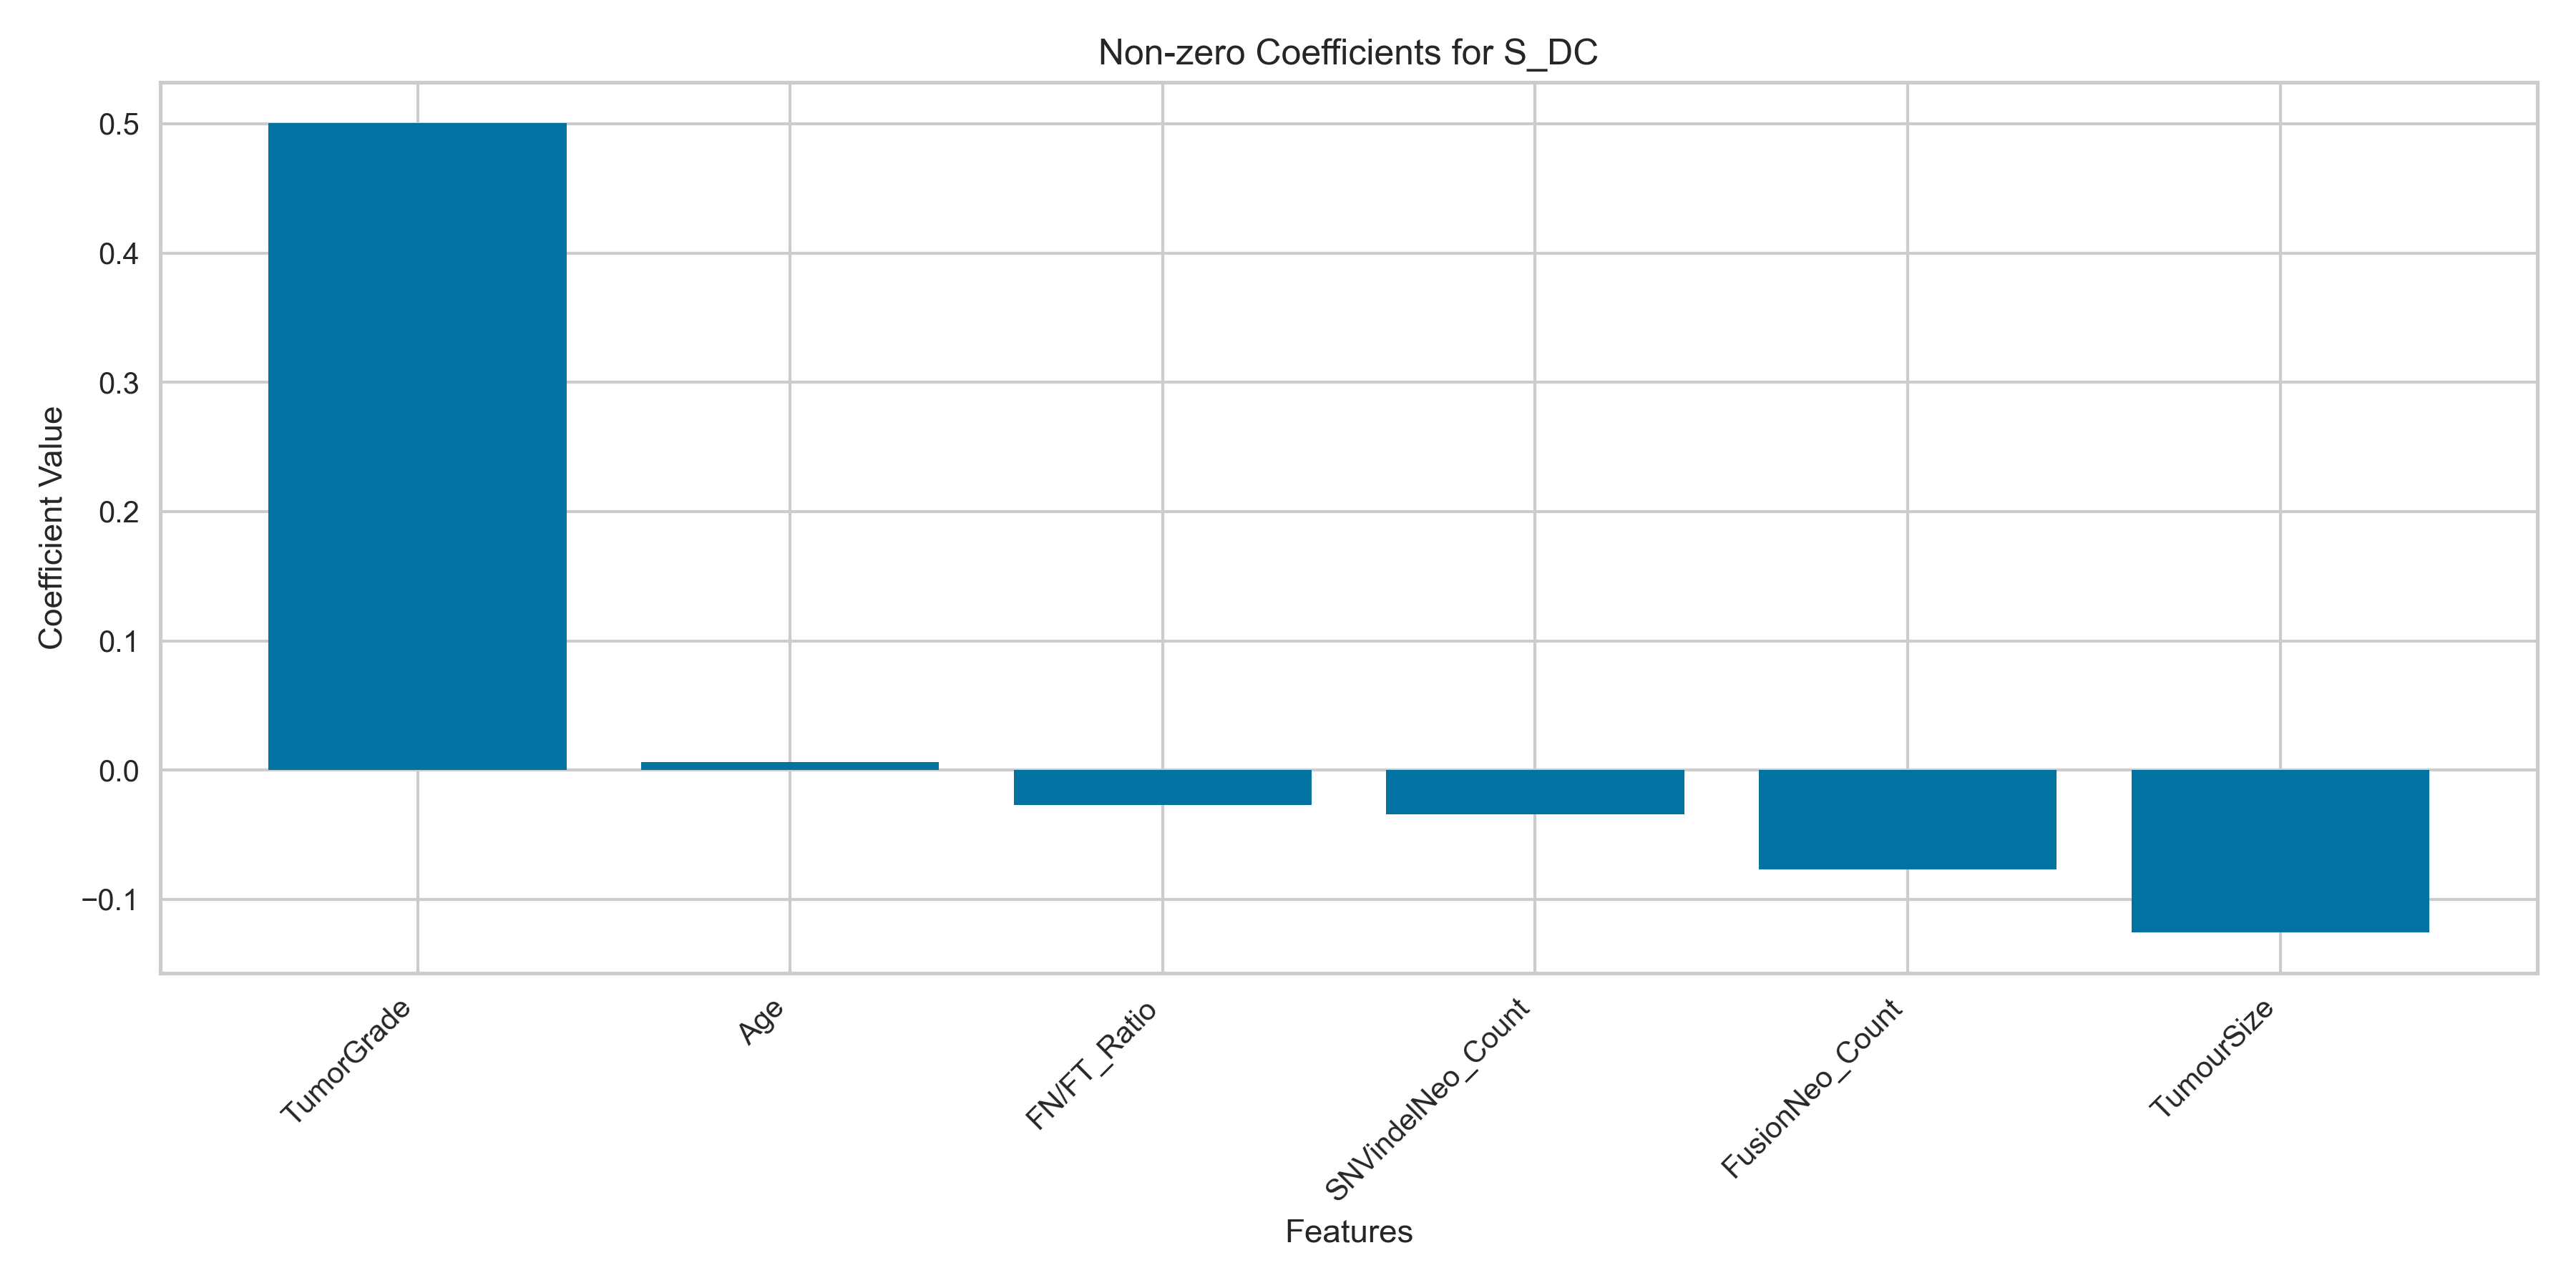 Non-zero Coefficients for S_DC
0.5
0.4
0.3
0.2
0.1
0.0
−0.1
Coefficient Value
TumorGrade
Age
FN/FT_Ratio
SNVindelNeo_Count
FusionNeo_Count
TumourSize
Features